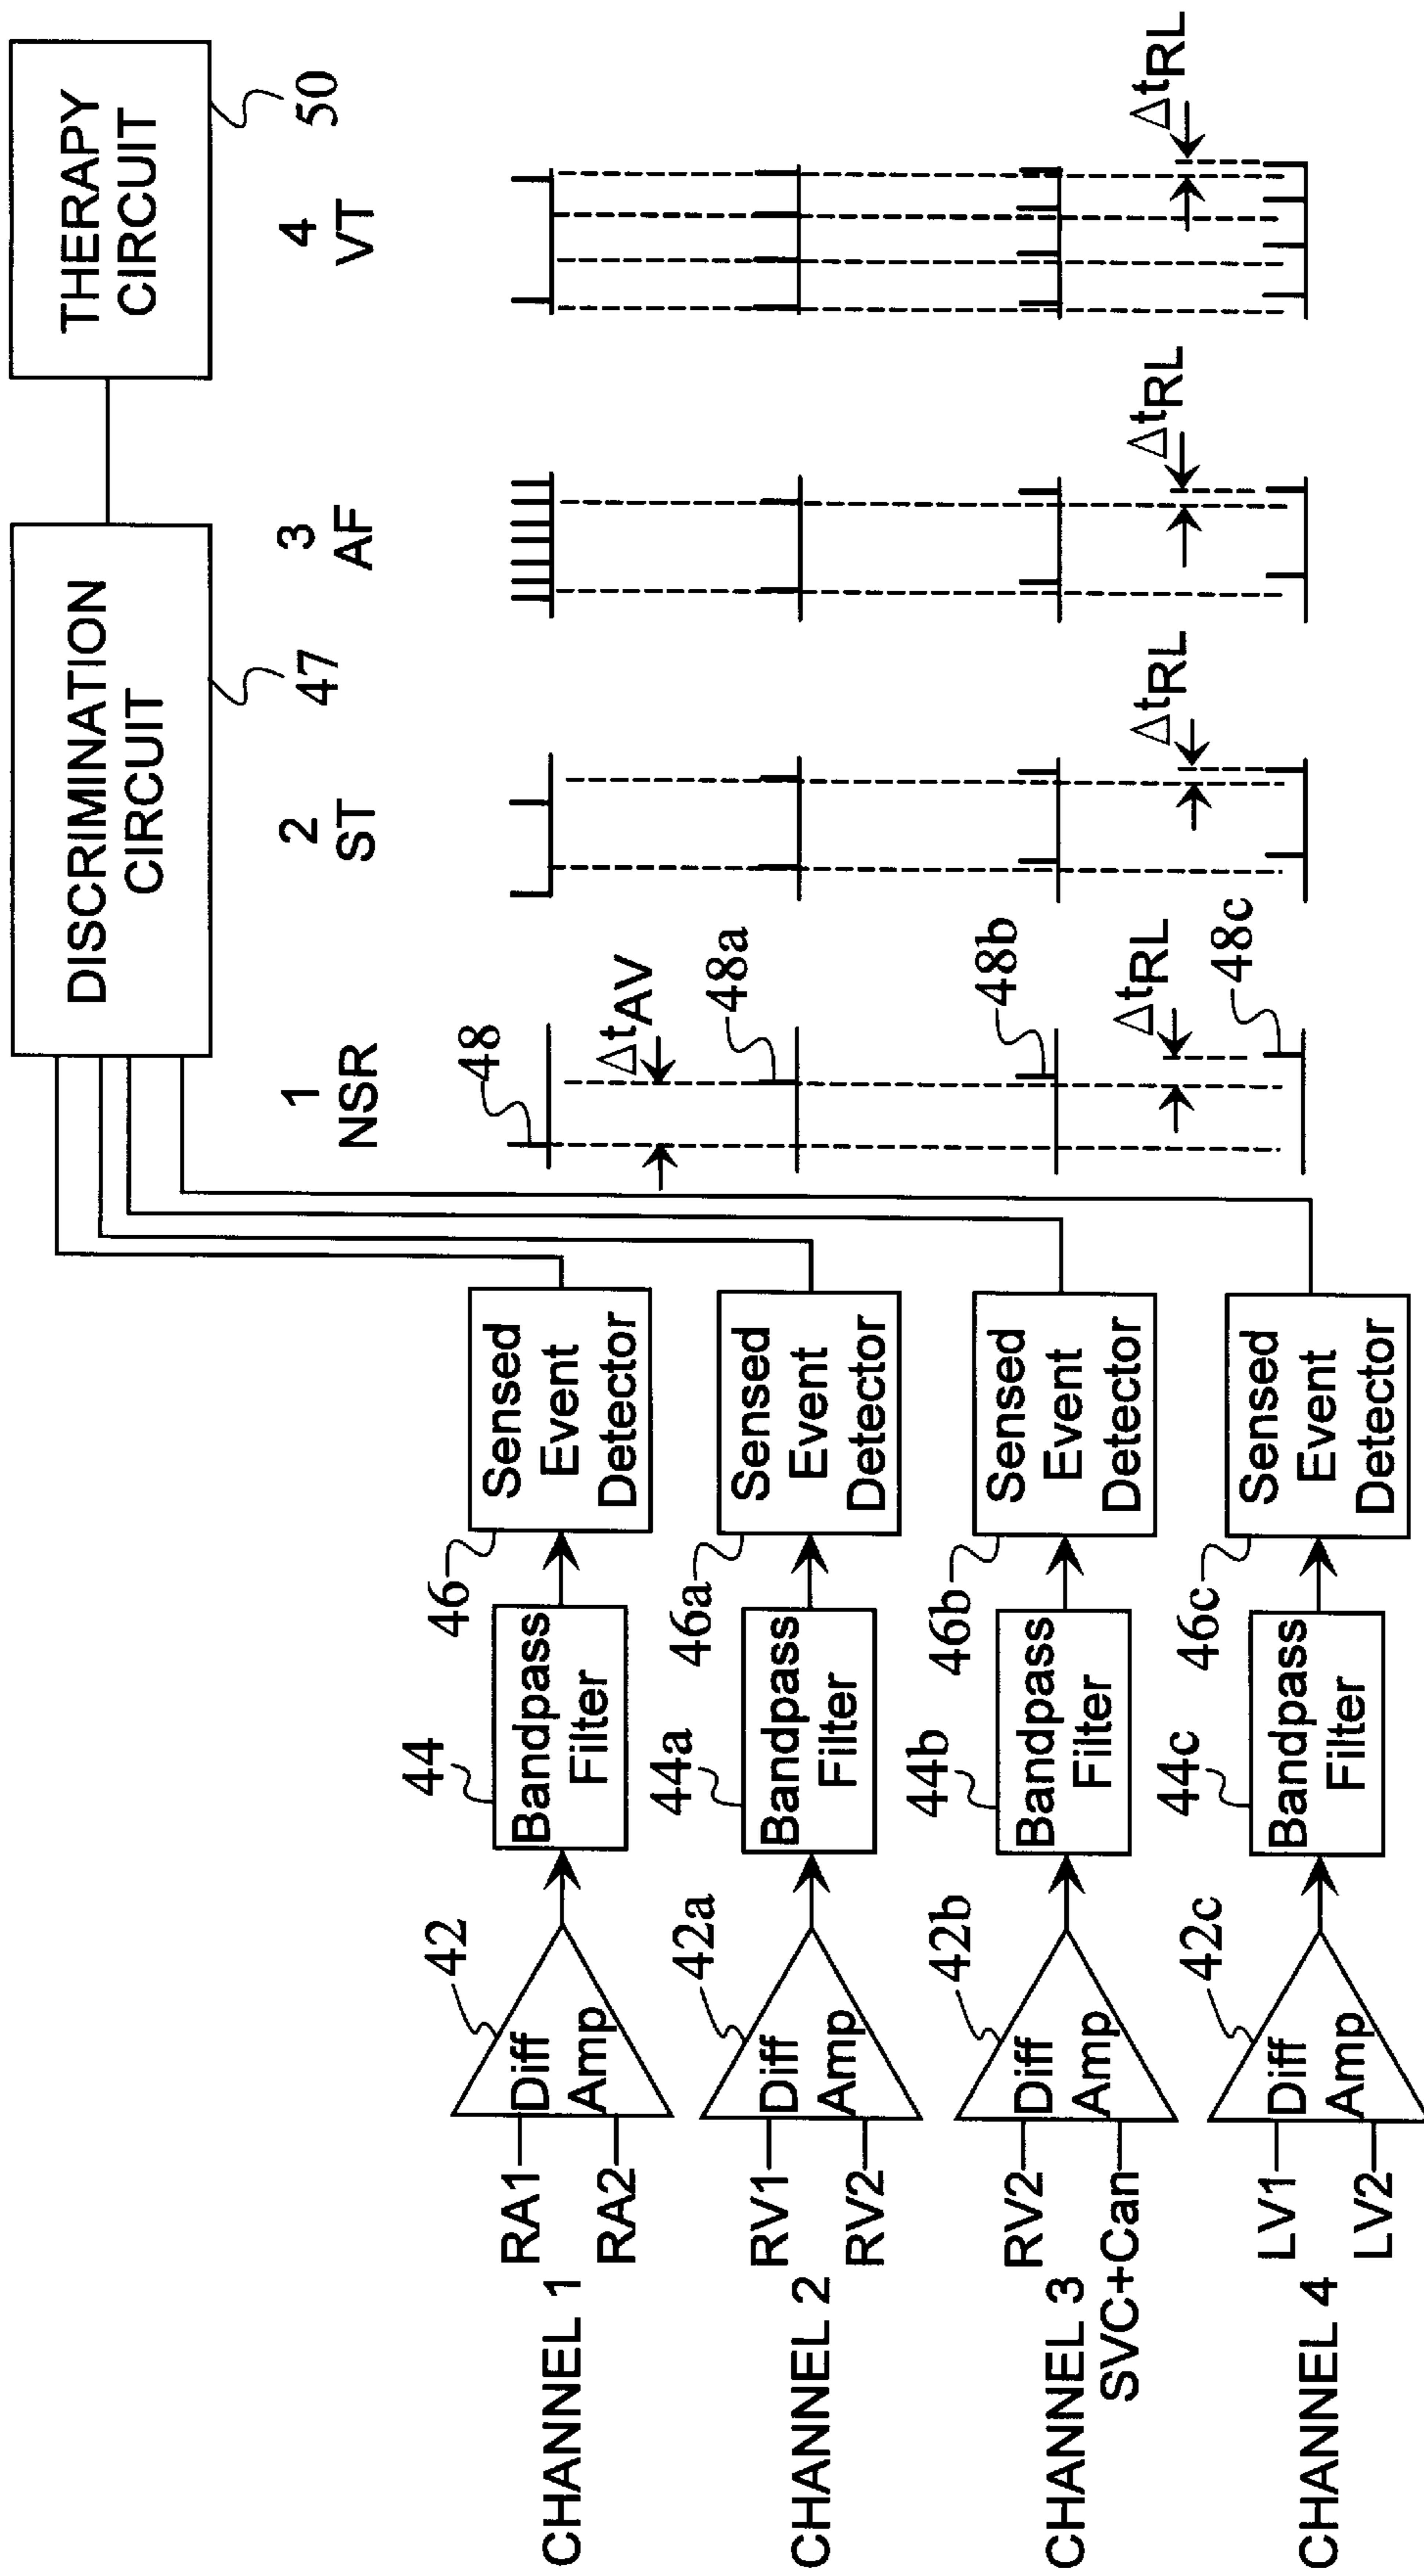 DISCRIMINATION
CIRCUIT
47
THERAPY
CIRCUIT
50
1
NSR
2
ST
3
AF
4
VT
CHANNEL 1
RA1
RA2
Diff
Amp
42
Bandpass
Filter
44
Sensed
Event
Detector
46
48
ΔtAV
CHANNEL 2
RV1
RV2
Diff
Amp
42a
Bandpass
Filter
44a
Sensed
Event
Detector
46a
48a
CHANNEL 3
RV2
SVC+Can
Diff
Amp
42b
Bandpass
Filter
44b
Sensed
Event
Detector
46b
48b
ΔtRL
ΔtRL
ΔtRL
ΔtRL
CHANNEL 4
LV1
LV2
Diff
Amp
42c
Bandpass
Filter
44c
Sensed
Event
Detector
46c
48c